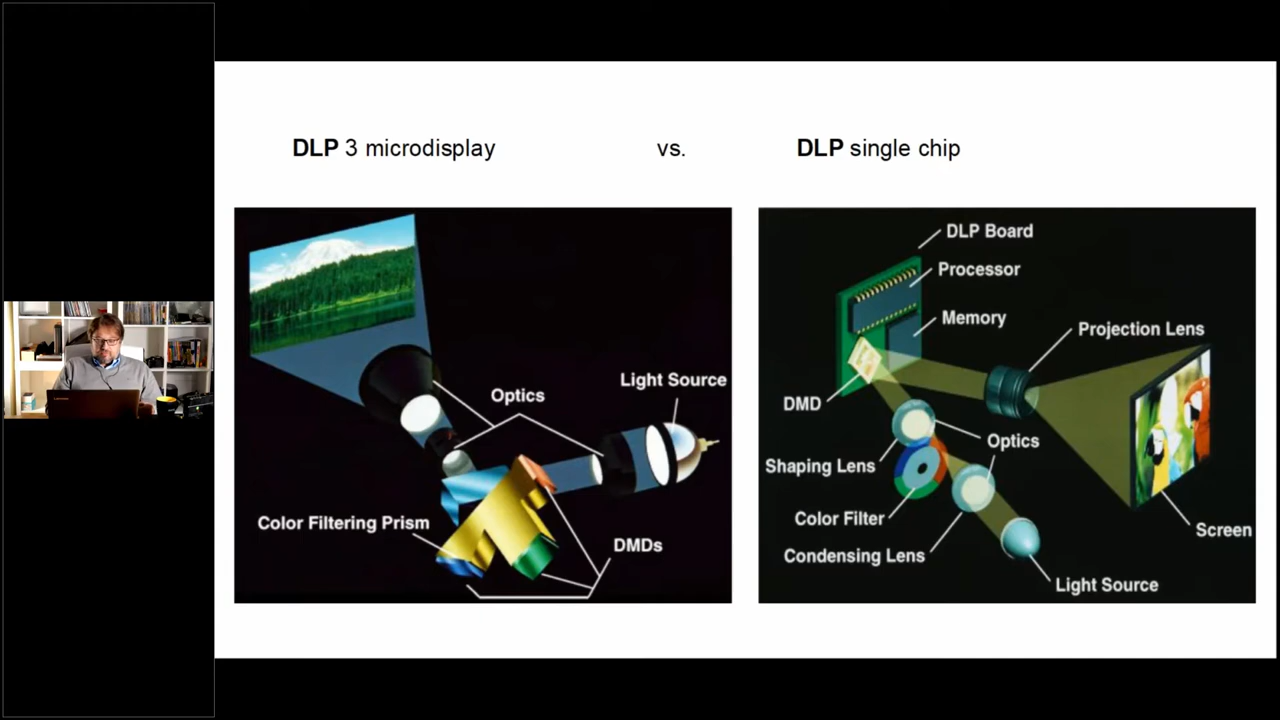 DLP 3 microdisplay
vs.
DLP single chip
Optics
Light Source
Color Filtering Prism
DMDs
DLP Board
Processor
Memory
Projection Lens
DMD
Optics
Shaping Lens
Color Filter
Condensing Lens
Screen
Light Source